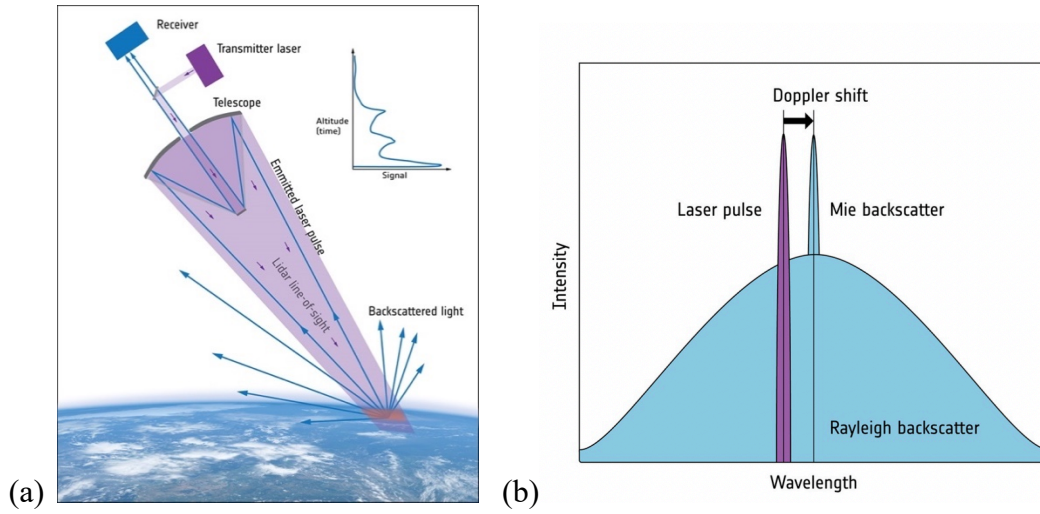 Receiver
Transmitter laser
Telescope
Altitude
[time]
Signal
Emmitted laser pulse
Lidar line-of-sight
Backscattered light
(a)
Doppler shift
Laser pulse
Mie backscatter
Intensity
Rayleigh backscatter
Wavelength
(b)